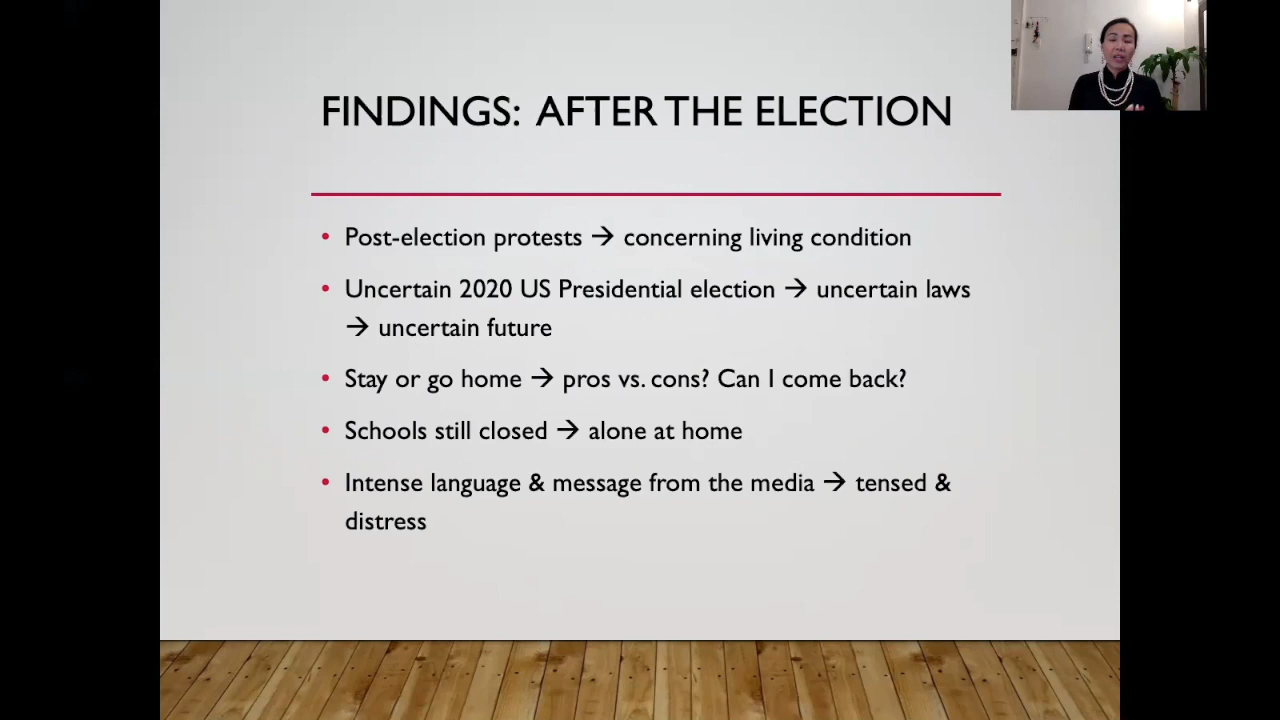 FINDINGS: AFTER THE ELECTION
• Post-election protests → concerning living condition
• Uncertain 2020 US Presidential election → uncertain laws
→ uncertain future
• Stay or go home → pros vs. cons? Can I come back?
• Schools still closed → alone at home
• Intense language & message from the media → tensed &
distress